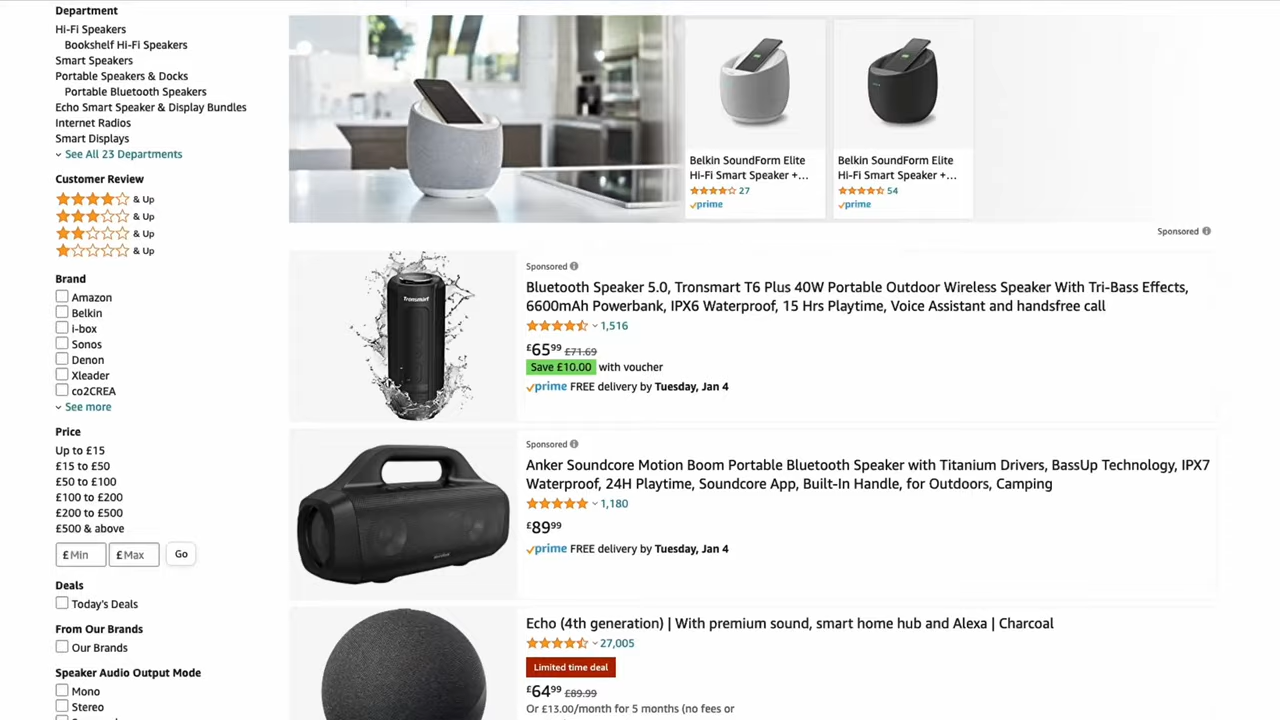 Department
Hi-Fi Speakers
Bookshelf Hi-Fi Speakers
Smart Speakers
Portable Speakers & Docks
Portable Bluetooth Speakers
Echo Smart Speaker & Display Bundles
Internet Radios
Smart Displays
See All 23 Departments
Customer Review
& Up
& Up
& Up
& Up
Brand
Amazon
Belkin
i-box
Sonos
Denon
Xleader
co2CREA
See more
Price
Up to £15
£15 to £50
£50 to £100
£100 to £200
£200 to £500
£500 & above
£ Min £ Max Go
Deals
Today's Deals
From Our Brands
Our Brands
Speaker Audio Output Mode
Mono
Stereo
Belkin SoundForm Elite
Hi-Fi Smart Speaker +...
27
prime
Belkin SoundForm Elite
Hi-Fi Smart Speaker +...
54
prime
Sponsored
Tronsmart
Sponsored
Bluetooth Speaker 5.0, Tronsmart T6 Plus 40W Portable Outdoor Wireless Speaker With Tri-Bass Effects,
6600mAh Powerbank, IPX6 Waterproof, 15 Hrs Playtime, Voice Assistant and handsfree call
1,516
£65.99 £71.69
Save £10.00 with voucher
prime FREE delivery by Tuesday, Jan 4
Sponsored
Anker Soundcore Motion Boom Portable Bluetooth Speaker with Titanium Drivers, BassUp Technology, IPX7
Waterproof, 24H Playtime, Soundcore App, Built-In Handle, for Outdoors, Camping
1,180
£89.99
prime FREE delivery by Tuesday, Jan 4
Echo (4th generation) | With premium sound, smart home hub and Alexa | Charcoal
27,005
Limited time deal
£64.99 £89.99
Or £13.00/month for 5 months (no fees or